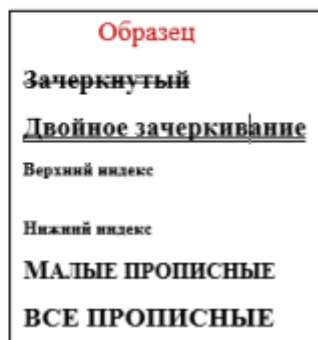 Образец
Зачеркнутый
Двойное зачеркивание
Верхний индекс
Нижний индекс
МАЛЫЕ ПРОПИСНЫЕ
ВСЕ ПРОПИСНЫЕ